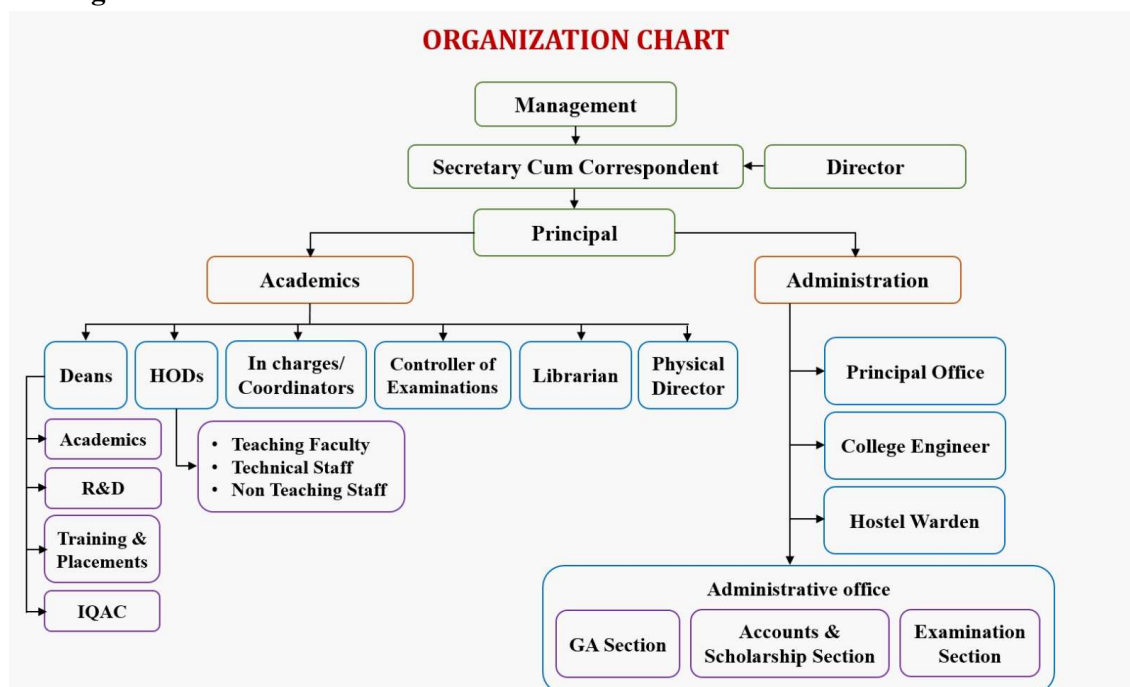 ORGANIZATION CHART
Management
Secretary Cum Correspondent
Director
Principal
Academics
Administration
Deans
HODs
In charges/
Coordinators
Controller of
Examinations
Librarian
Physical
Director
Principal Office
Academics
• Teaching Faculty
• Technical Staff
• Non Teaching Staff
College Engineer
R&D
Training &
Placements
Hostel Warden
IQAC
Administrative office
GA Section
Accounts &
Scholarship Section
Examination
Section